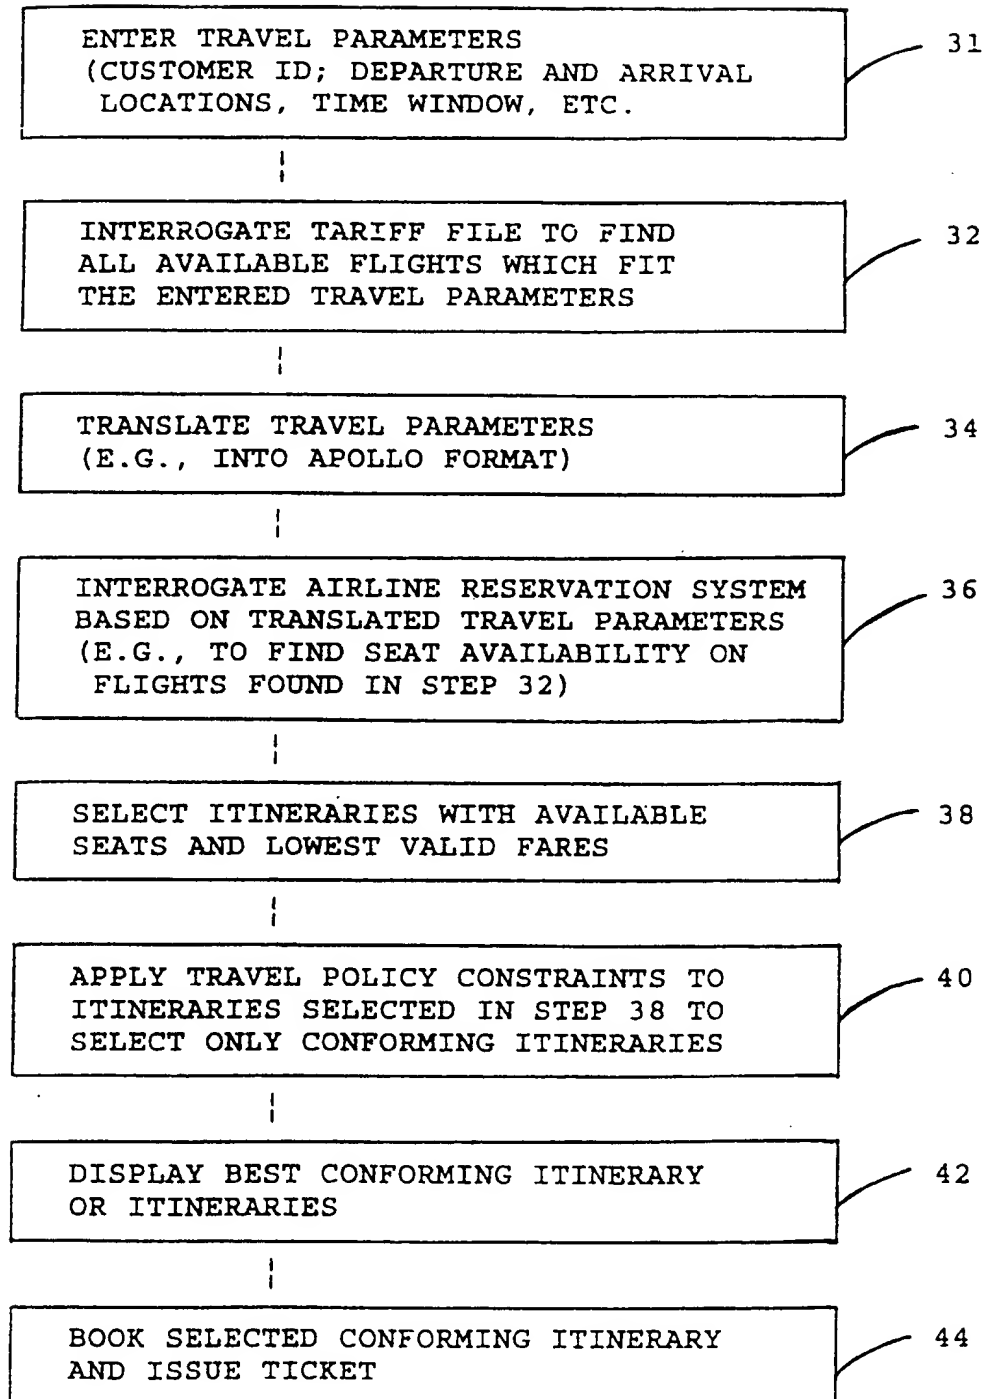 ENTER TRAVEL PARAMETERS
(CUSTOMER ID; DEPARTURE AND ARRIVAL
LOCATIONS, TIME WINDOW, ETC.
31
INTERROGATE TARIFF FILE TO FIND
ALL AVAILABLE FLIGHTS WHICH FIT
THE ENTERED TRAVEL PARAMETERS
32
TRANSLATE TRAVEL PARAMETERS
(E.G., INTO APOLLO FORMAT)
34
INTERROGATE AIRLINE RESERVATION SYSTEM
BASED ON TRANSLATED TRAVEL PARAMETERS
(E.G., TO FIND SEAT AVAILABILITY ON
FLIGHTS FOUND IN STEP 32)
36
SELECT ITINERARIES WITH AVAILABLE
SEATS AND LOWEST VALID FARES
38
APPLY TRAVEL POLICY CONSTRAINTS TO
ITINERARIES SELECTED IN STEP 38 TO
SELECT ONLY CONFORMING ITINERARIES
40
DISPLAY BEST CONFORMING ITINERARY
OR ITINERARIES
42
BOOK SELECTED CONFORMING ITINERARY
AND ISSUE TICKET
44